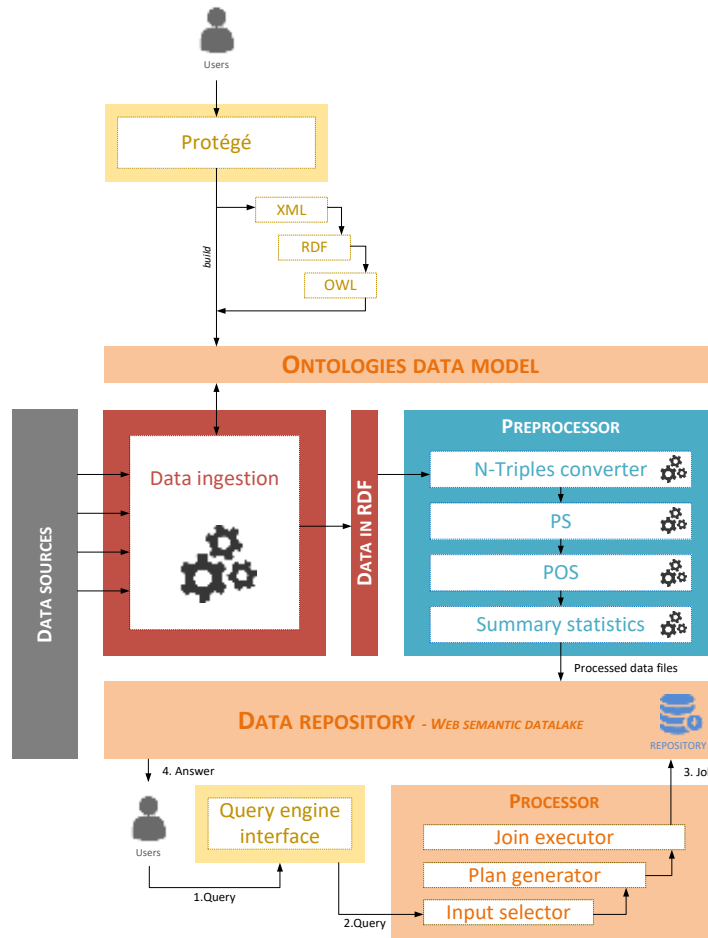 Users
Protégé
XML
RDF
OWL
build
ONTOLOGIES DATA MODEL
DATA SOURCES
Data ingestion
DATA IN RDF
PREPROCESSOR
N-Triples converter
PS
POS
Summary statistics
Processed data files
DATA REPOSITORY - WEB SEMANTIC DATALAKE
REPOSITORY
4. Answer
3. Jo
Users
Query engine
interface
1.Query
2.Query
PROCESSOR
Join executor
Plan generator
Input selector